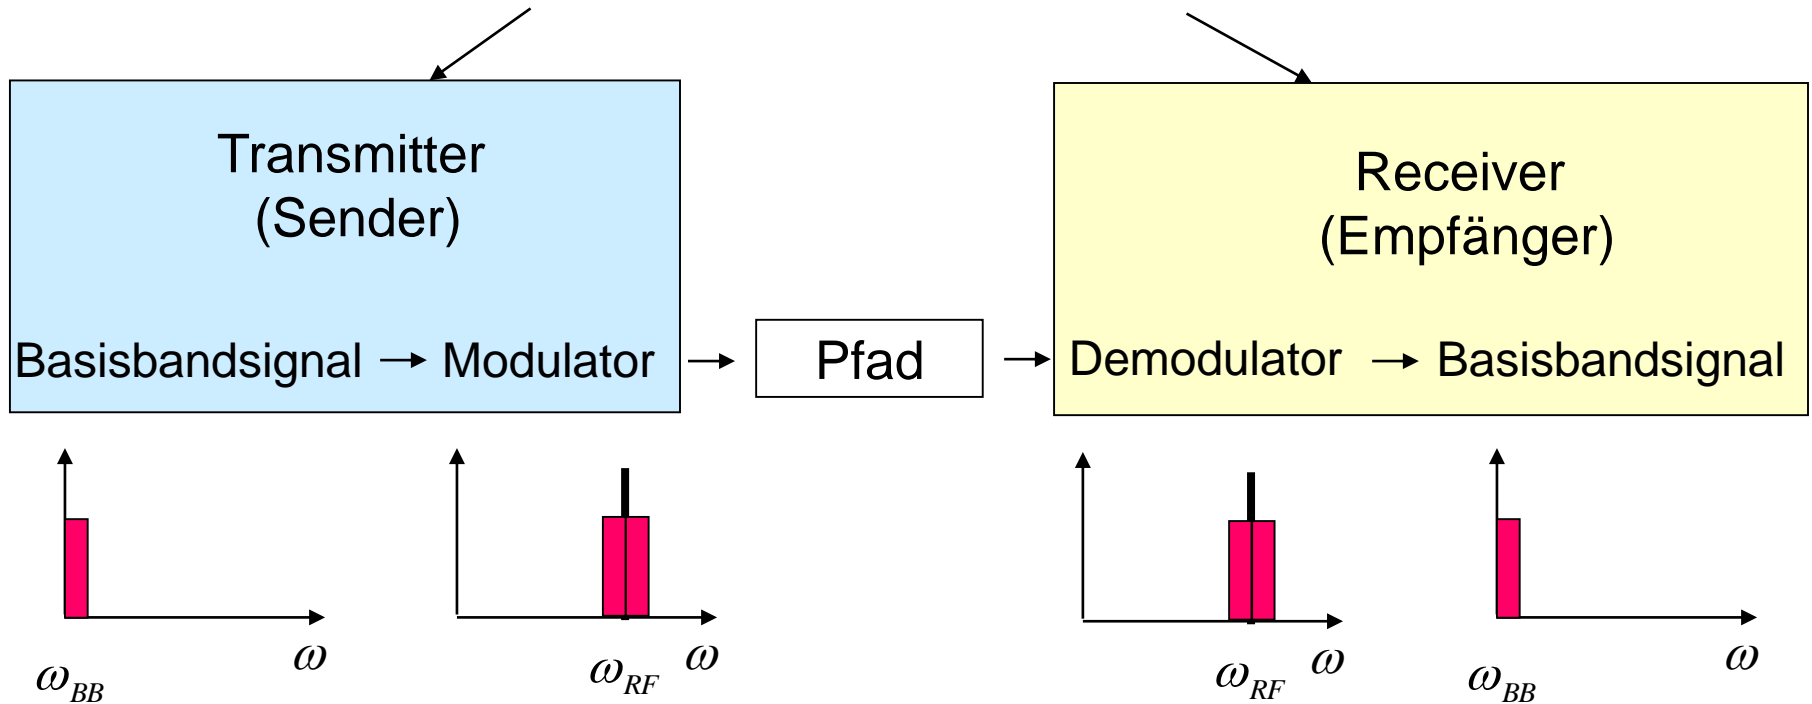 Transmitter
(Sender)
Basisbandsignal
Modulator
Pfad
Receiver
(Empfänger)
Demodulator
Basisbandsignal
ω_BB
ω
ω_RF
ω
ω_RF
ω
ω_BB
ω